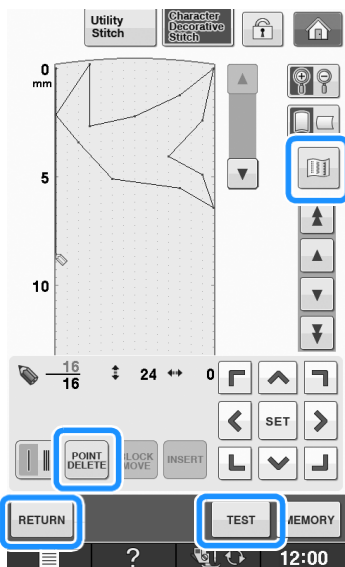 Utility
Stitch
Character
Decorative
Stitch
0
mm
5
10
16
16
24
0
SET
POINT
DELETE
BLOCK
MOVE
INSERT
RETURN
TEST
MEMORY
?
12:00